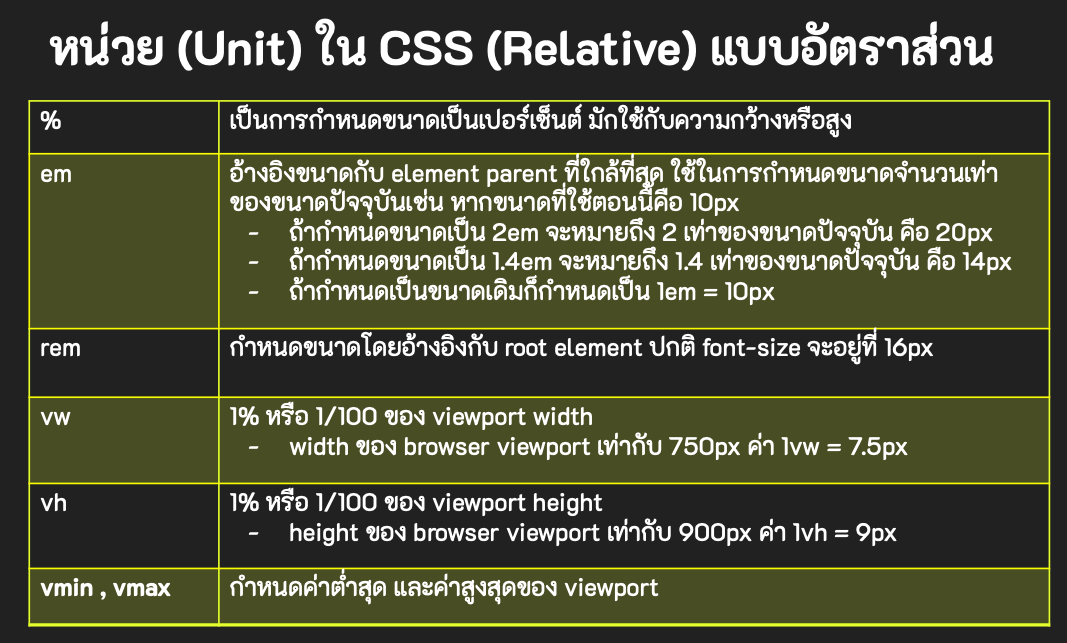 หน่วย (Unit) ใน CSS (Relative) แบบอัตราส่วน
%
เป็นการกำหนดขนาดเป็นเปอร์เซ็นต์ มักใช้กับความกว้างหรือสูง
em
อ้างอิงขนาดกับ element parent ที่ใกล้ที่สุด ใช้ในการกำหนดขนาดจำนวนเท่า
ของขนาดปัจจุบันเช่น หากขนาดที่ใช้ตอนนี้คือ 10px
- ถ้ากำหนดขนาดเป็น 2em จะหมายถึง 2 เท่าของขนาดปัจจุบัน คือ 20px
- ถ้ากำหนดขนาดเป็น 1.4em จะหมายถึง 1.4 เท่าของขนาดปัจจุบัน คือ 14px
- ถ้ากำหนดเป็นขนาดเดิมก็กำหนดเป็น 1em = 10px
rem
กำหนดขนาดโดยอ้างอิงกับ root element ปกติ font-size จะอยู่ที่ 16px
vw
1% หรือ 1/100 ของ viewport width
- width ของ browser viewport เท่ากับ 750px ค่า 1vw = 7.5px
vh
1% หรือ 1/100 ของ viewport height
- height ของ browser viewport เท่ากับ 900px ค่า 1vh = 9px
vmin , vmax
กำหนดค่าต่ำสุด และค่าสูงสุดของ viewport